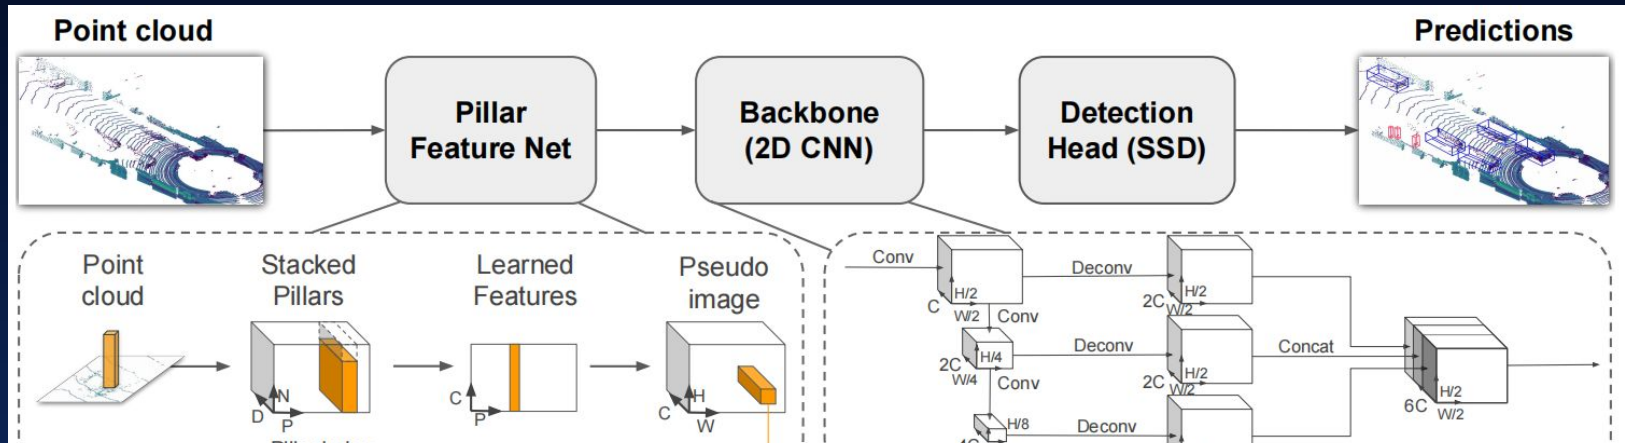 Point cloud
Predictions
Pillar
Feature Net
Backbone
(2D CNN)
Detection
Head (SSD)
Point
cloud
Stacked
Pillars
Learned
Features
Pseudo
image
N
D
P
C
P
H
C
W
Conv
H/2
C
W/2
Conv
Deconv
H/2
2C
W/2
H/4
2C
W/4
Conv
Deconv
H/2
2C
W/2
Concat
H/2
6C
W/2
H/8
Deconv